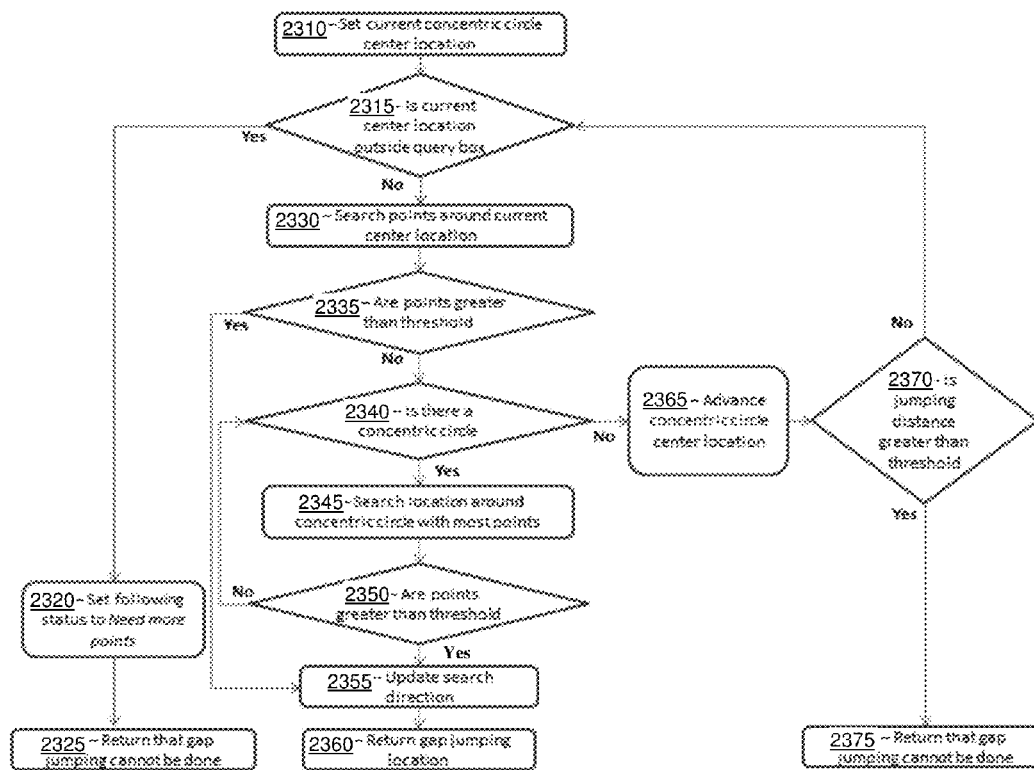 2310 ~ Set current concentric circle
center location
2315 - Is current
center location
outside query box
Yes
No
2330 ~ Search points around current
center location
2335 ~ Are points greater
than threshold
Yes
No
2340 ~ Is there a
concentric circle
No
Yes
2365 ~ Advance
concentric circle
center location
No
2370 - Is
jumping
distance
greater than
threshold
Yes
2345 ~ Search location around
concentric circle with most points
No
2350 ~ Are points
greater than threshold
Yes
2320 ~ Set following
status to Need more
points
2355 ~ Update search
direction
2325 ~ Return that gap
jumping cannot be done
2360 ~ Return gap jumping
location
2375 ~ Return that gap
jumping cannot be done